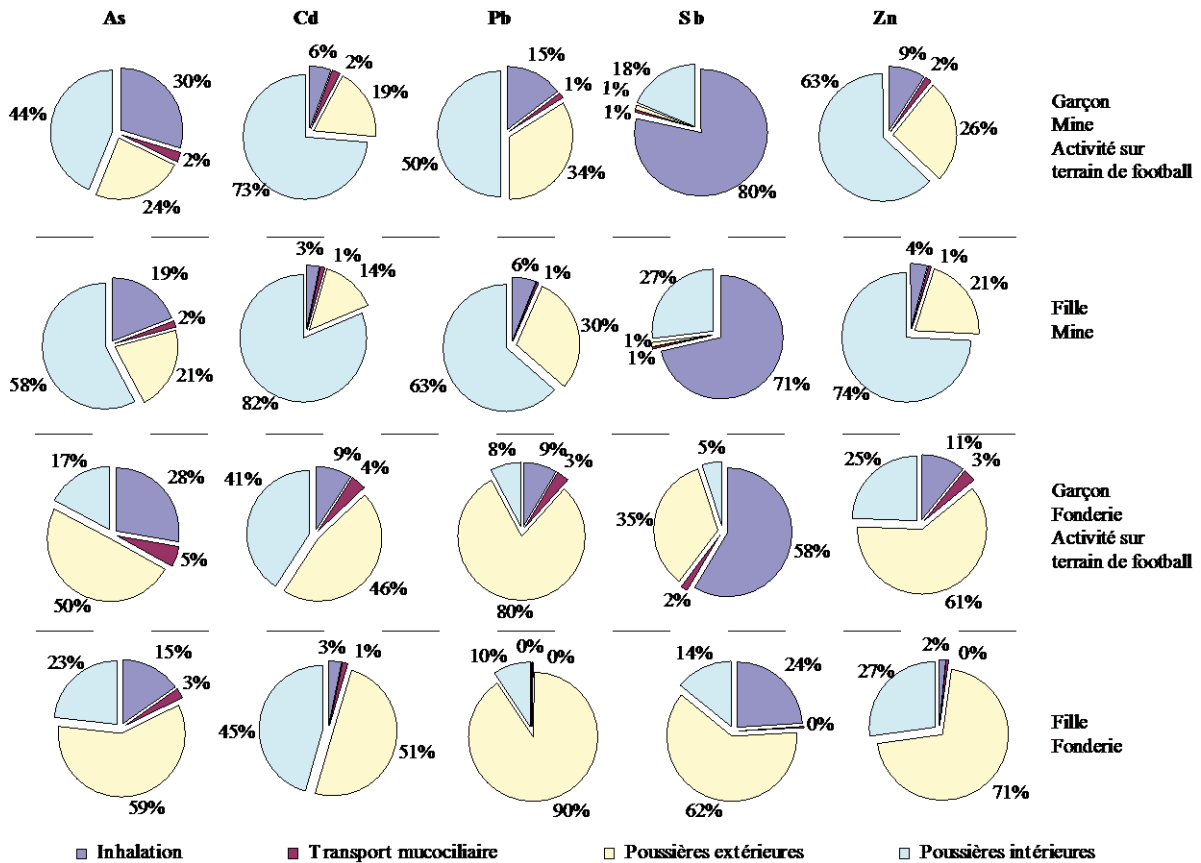 As Cd Pb Sb Zn
30% 2% 24% 44%
6% 2% 19% 73%
15% 1% 34% 50%
18% 1% 1% 80%
9% 2% 26% 63%
Garçon
Mine
Activité sur
terrain de football
19% 2% 21% 58%
3% 1% 14% 82%
6% 1% 30% 63%
27% 1% 1% 71%
4% 1% 21% 74%
Fille
Mine
17% 28% 5% 50%
41% 9% 4% 46%
8% 9% 3% 80%
5% 35% 2% 58%
25% 11% 3% 61%
Garçon
Fonderie
Activité sur
terrain de football
23% 15% 3% 59%
3% 1% 45% 51%
10% 0% 0% 90%
14% 24% 0% 62%
27% 2% 0% 71%
Fille
Fonderie
Inhalation Transport mucociliaire Poussières extérieures Poussières intérieures